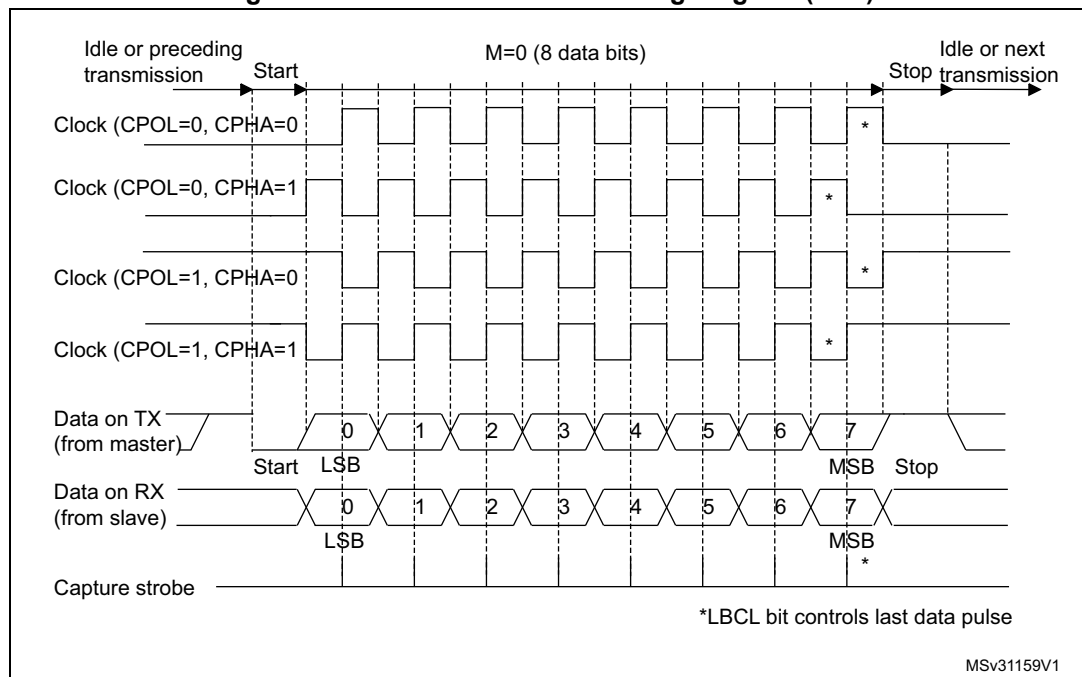 Idle or preceding
transmission
Start
M=0 (8 data bits)
Stop
Idle or next
transmission
Clock (CPOL=0, CPHA=0
*
Clock (CPOL=0, CPHA=1
*
Clock (CPOL=1, CPHA=0
*
Clock (CPOL=1, CPHA=1
*
Data on TX
(from master)
0 1 2 3 4 5 6 7
Start LSB MSB Stop
Data on RX
(from slave)
0 1 2 3 4 5 6 7
LSB MSB
*
Capture strobe
*LBCL bit controls last data pulse
MSv31159V1